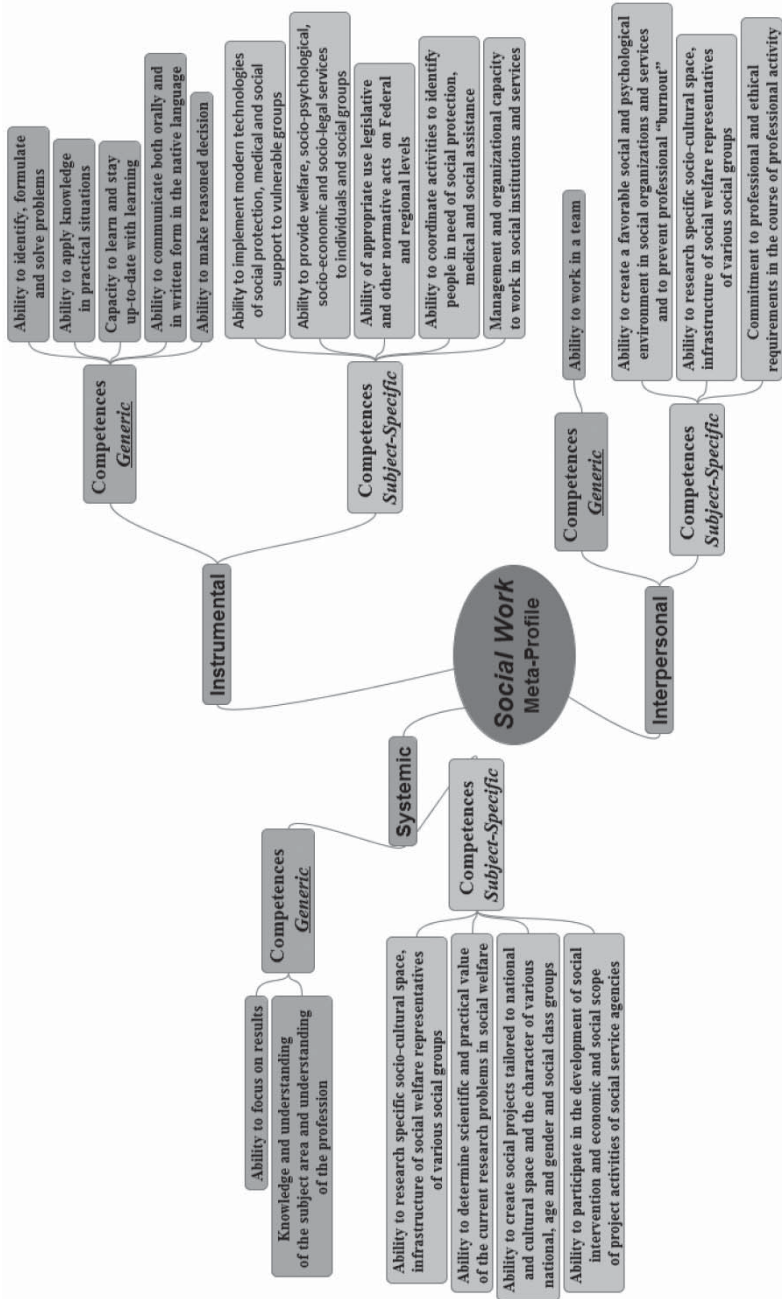 Social Work
Meta-Profile
Instrumental
Competences
Generic
Ability to identify, formulate
and solve problems
Ability to apply knowledge
in practical situations
Capacity to learn and stay
up-to-date with learning
Ability to communicate both orally and
in written form in the native language
Ability to make reasoned decision
Competences
Subject-Specific
Ability to implement modern technologies
of social protection, medical and social
support to vulnerable groups
Ability to provide welfare, socio-psychological,
socio-economic and socio-legal services
to individuals and social groups
Ability of appropriate use legislative
and other normative acts on Federal
and regional levels
Ability to coordinate activities to identify
people in need of social protection,
medical and social assistance
Management and organizational capacity
to work in social institutions and services
Interpersonal
Competences
Generic
Ability to work in a team
Competences
Subject-Specific
Ability to create a favorable social and psychological
environment in social organizations and services
and to prevent professional “burnout”
Ability to research specific socio-cultural space,
infrastructure of social welfare representatives
of various social groups
Commitment to professional and ethical
requirements in the course of professional activity
Systemic
Competences
Generic
Ability to focus on results
Knowledge and understanding
of the subject area and understanding
of the profession
Competences
Subject-Specific
Ability to research specific socio-cultural space,
infrastructure of social welfare representatives
of various social groups
Ability to determine scientific and practical value
of the current research problems in social welfare
Ability to create social projects tailored to national
and cultural space and the character of various
national, age and gender and social class groups
Ability to participate in the development of social
intervention and economic and social scope
of project activities of social service agencies